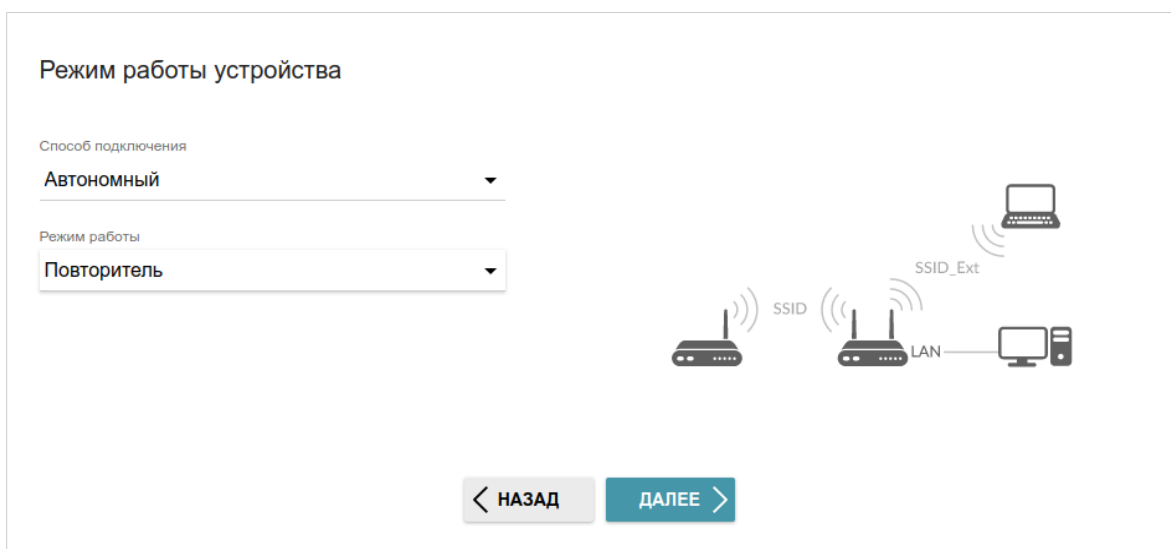 Режим работы устройства
Способ подключения
Автономный
Режим работы
Повторитель
SSID_Ext
SSID
LAN
НАЗАД
ДАЛЕЕ